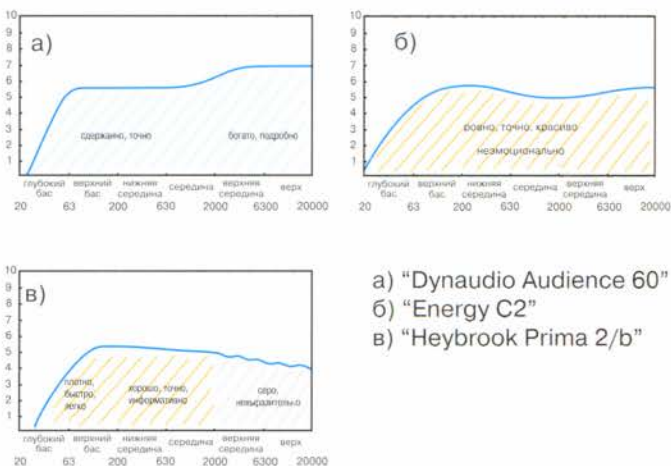 а)
10
9
8
7
6
5
4
3
2
1
сдержанно, точно
богато, подробно
глубокий бас
верхний бас
нижняя середина
середина
верхняя середина
верх
20 63 200 630 2000 6300 20000
б)
10
9
8
7
6
5
4
3
2
1
ровно, точно, красиво
неэмоционально
глубокий бас
верхний бас
нижняя середина
середина
верхняя середина
верх
20 63 200 630 2000 6300 20000
в)
10
9
8
7
6
5
4
3
2
1
плотно,
быстро,
легко
хорошо, точно,
информативно
серо,
невыразительно
глубокий бас
верхний бас
нижняя середина
середина
верхняя середина
верх
20 63 200 630 2000 6300 20000
а) “Dynaudio Audience 60”
б) “Energy C2”
в) “Heybrook Prima 2/b”